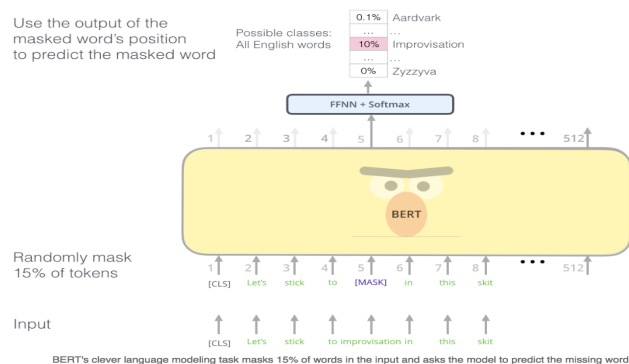 Use the output of the
masked word's position
to predict the masked word
Possible classes:
All English words
0.1% Aardvark
... ...
10% Improvisation
... ...
0% Zyzzyva
FFNN + Softmax
1 2 3 4 5 6 7 8 ... 512
BERT
Randomly mask
15% of tokens
1 2 3 4 5 6 7 8 ... 512
[CLS] Let's stick to [MASK] in this skit
Input
[CLS] Let's stick to improvisation in this skit
BERT's clever language modeling task masks 15% of words in the input and asks the model to predict the missing word